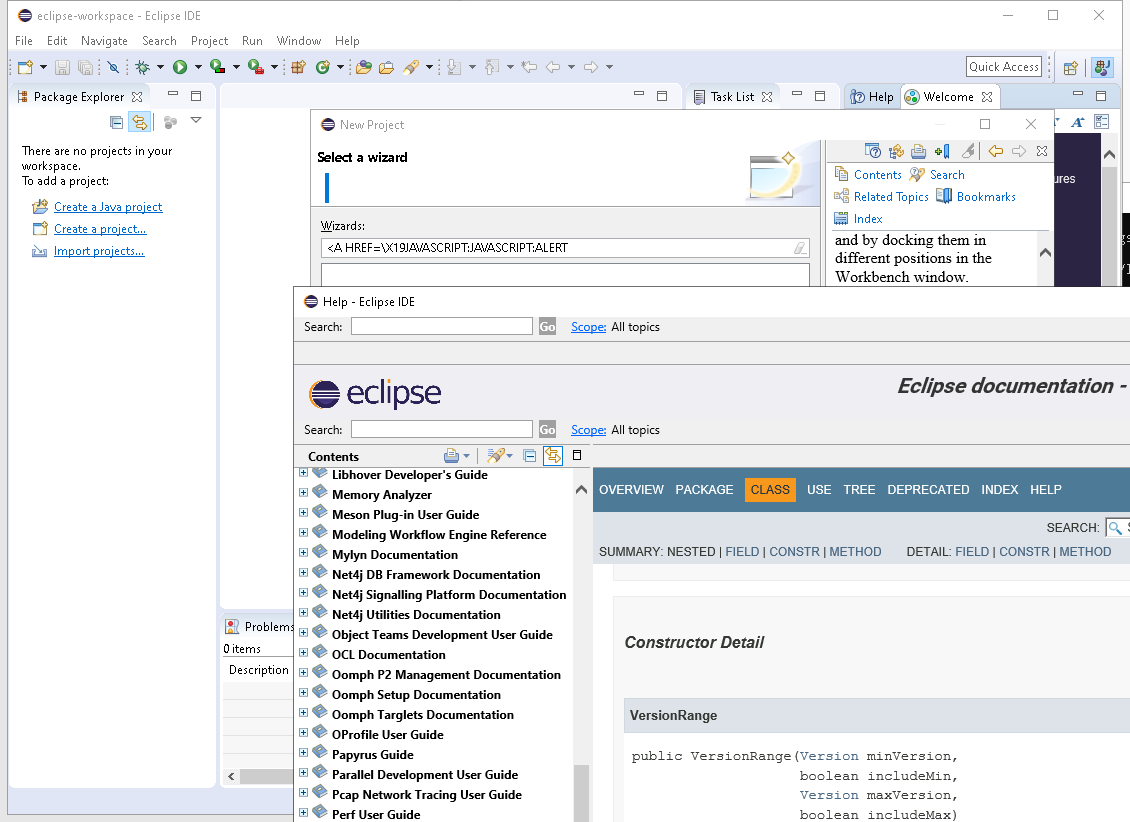 eclipse-workspace - Eclipse IDE
File Edit Navigate Search Project Run Window Help
Quick Access
Package Explorer
Task List
Help
Welcome
There are no projects in your
workspace.
To add a project:
Create a Java project
Create a project...
Import projects...
New Project
Select a wizard
Wizards:
<A HREF=\X19JAVASCRIPT:JAVASCRIPT:ALERT
Contents Search
Related Topics Bookmarks
Index
and by docking them in
different positions in the
Workbench window.
ures
Problems
0 items
Description
Help - Eclipse IDE
Search: Go Scope: All topics
eclipse
Eclipse documentation -
Search: Go Scope: All topics
Contents
Libhover Developer's Guide
Memory Analyzer
Meson Plug-in User Guide
Modeling Workflow Engine Reference
Mylyn Documentation
Net4j DB Framework Documentation
Net4j Signalling Platform Documentation
Net4j Utilities Documentation
Object Teams Development User Guide
OCL Documentation
Oomph P2 Management Documentation
Oomph Setup Documentation
Oomph Targlets Documentation
OProfile User Guide
Papyrus Guide
Parallel Development User Guide
Pcap Network Tracing User Guide
Perf User Guide
OVERVIEW PACKAGE CLASS USE TREE DEPRECATED INDEX HELP
SEARCH:
SUMMARY: NESTED | FIELD | CONSTR | METHOD DETAIL: FIELD | CONSTR | METHOD
Constructor Detail
VersionRange
public VersionRange(Version minVersion,
boolean includeMin,
Version maxVersion,
boolean includeMax)